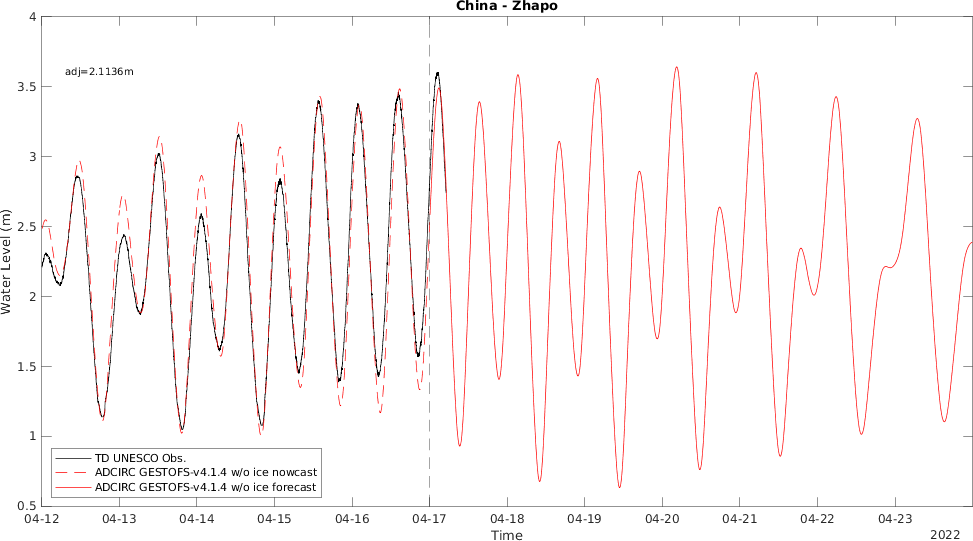 China - Zhapo
adj=2.1136m
Water Level (m)
4
3.5
3
2.5
2
1.5
1
0.5
TD UNESCO Obs.
ADCIRC GESTOFS-v4.1.4 w/o ice nowcast
ADCIRC GESTOFS-v4.1.4 w/o ice forecast
04-12 04-13 04-14 04-15 04-16 04-17 04-18 04-19 04-20 04-21 04-22 04-23
Time
2022